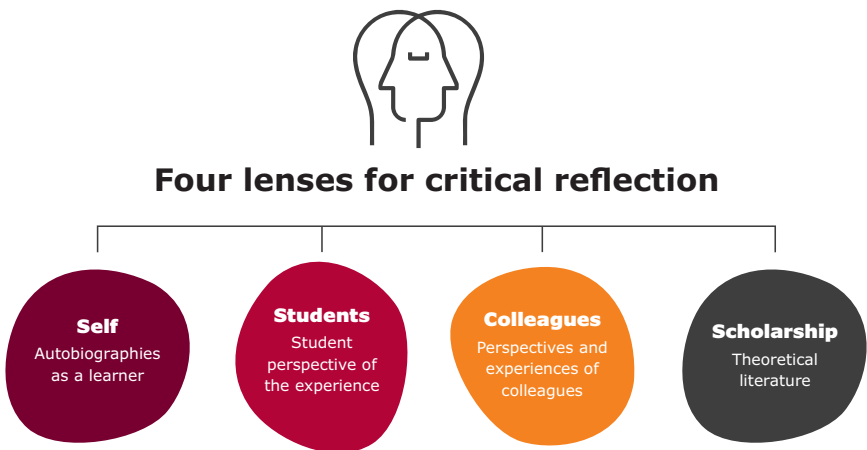 Four lenses for critical reflection
Self
Autobiographies
as a learner
Students
Student
perspective of
the experience
Colleagues
Perspectives and
experiences of
colleagues
Scholarship
Theoretical
literature